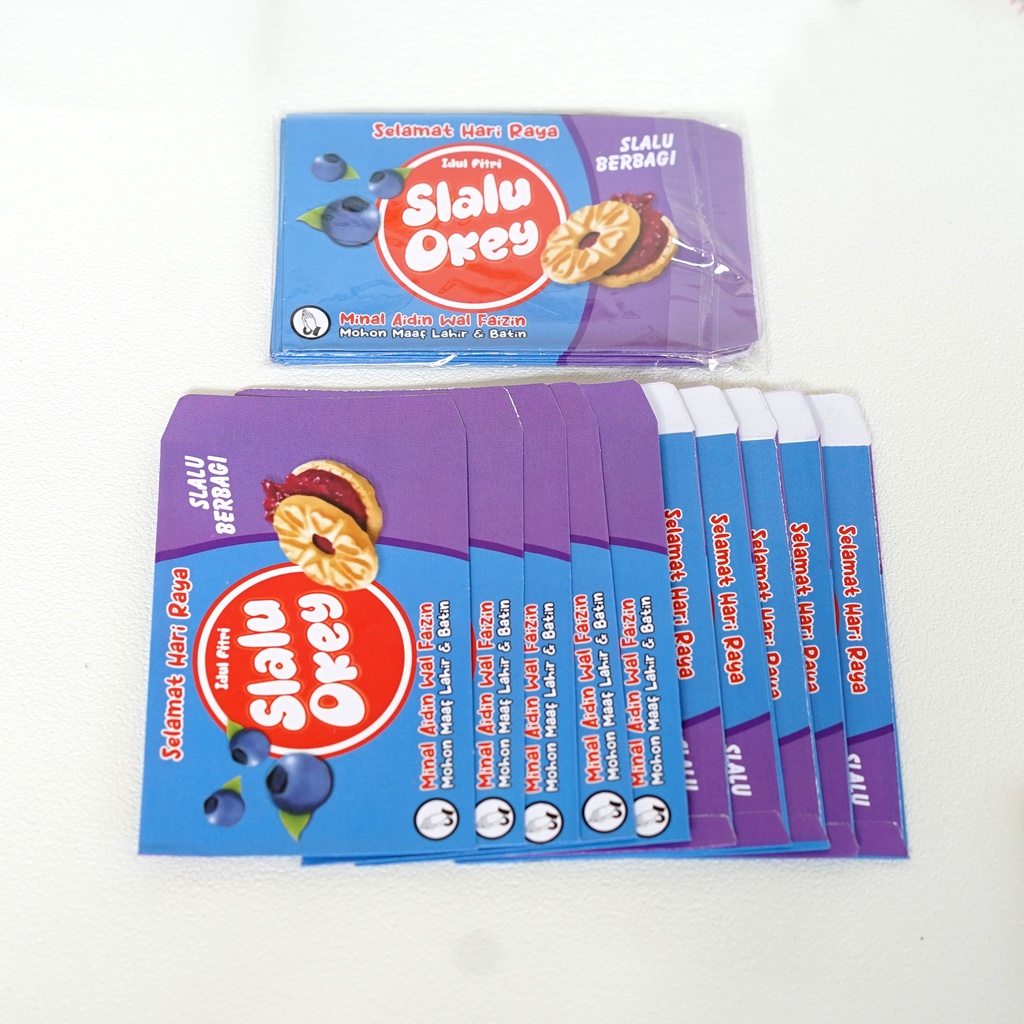 Selamat Hari Raya
SLALU
BERBAGI
Idul Fitri
Slalu
Okey
Minal Aidin Wal Faizin
Mohon Maaf Lahir & Batin
SLALU
BERBAGI
Selamat Hari Raya
Idul Fitri
Slalu
Okey
Minal Aidin Wal Faizin
Mohon Maaf Lahir & Batin
Minal Aidin Wal Faizin
Mohon Maaf Lahir & Batin
Minal Aidin Wal Faizin
Mohon Maaf Lahir & Batin
Minal Aidin Wal Faizin
Mohon Maaf Lahir & Batin
Minal Aidin Wal Faizin
Mohon Maaf Lahir & Batin
Selamat Hari Raya
SLALU
Selamat Hari Raya
SLALU
Selamat Hari Raya
Selamat Hari Raya
Selamat Hari Raya
SLALU